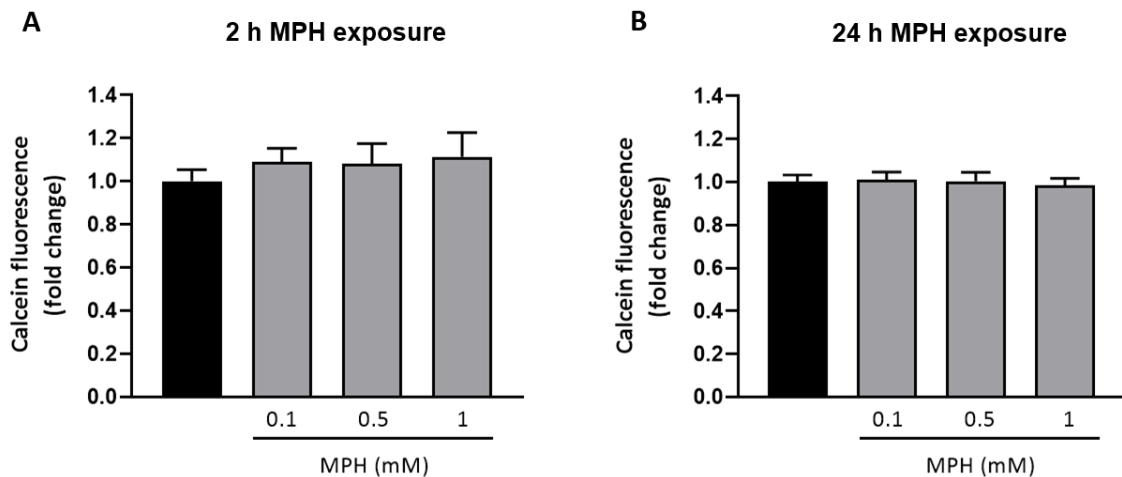 A
2 h MPH exposure
Calcein fluorescence
(fold change)
1.4
1.2
1.0
0.8
0.6
0.4
0.2
0.0
0.1 0.5 1
MPH (mM)
B
24 h MPH exposure
Calcein fluorescence
(fold change)
1.4
1.2
1.0
0.8
0.6
0.4
0.2
0.0
0.1 0.5 1
MPH (mM)